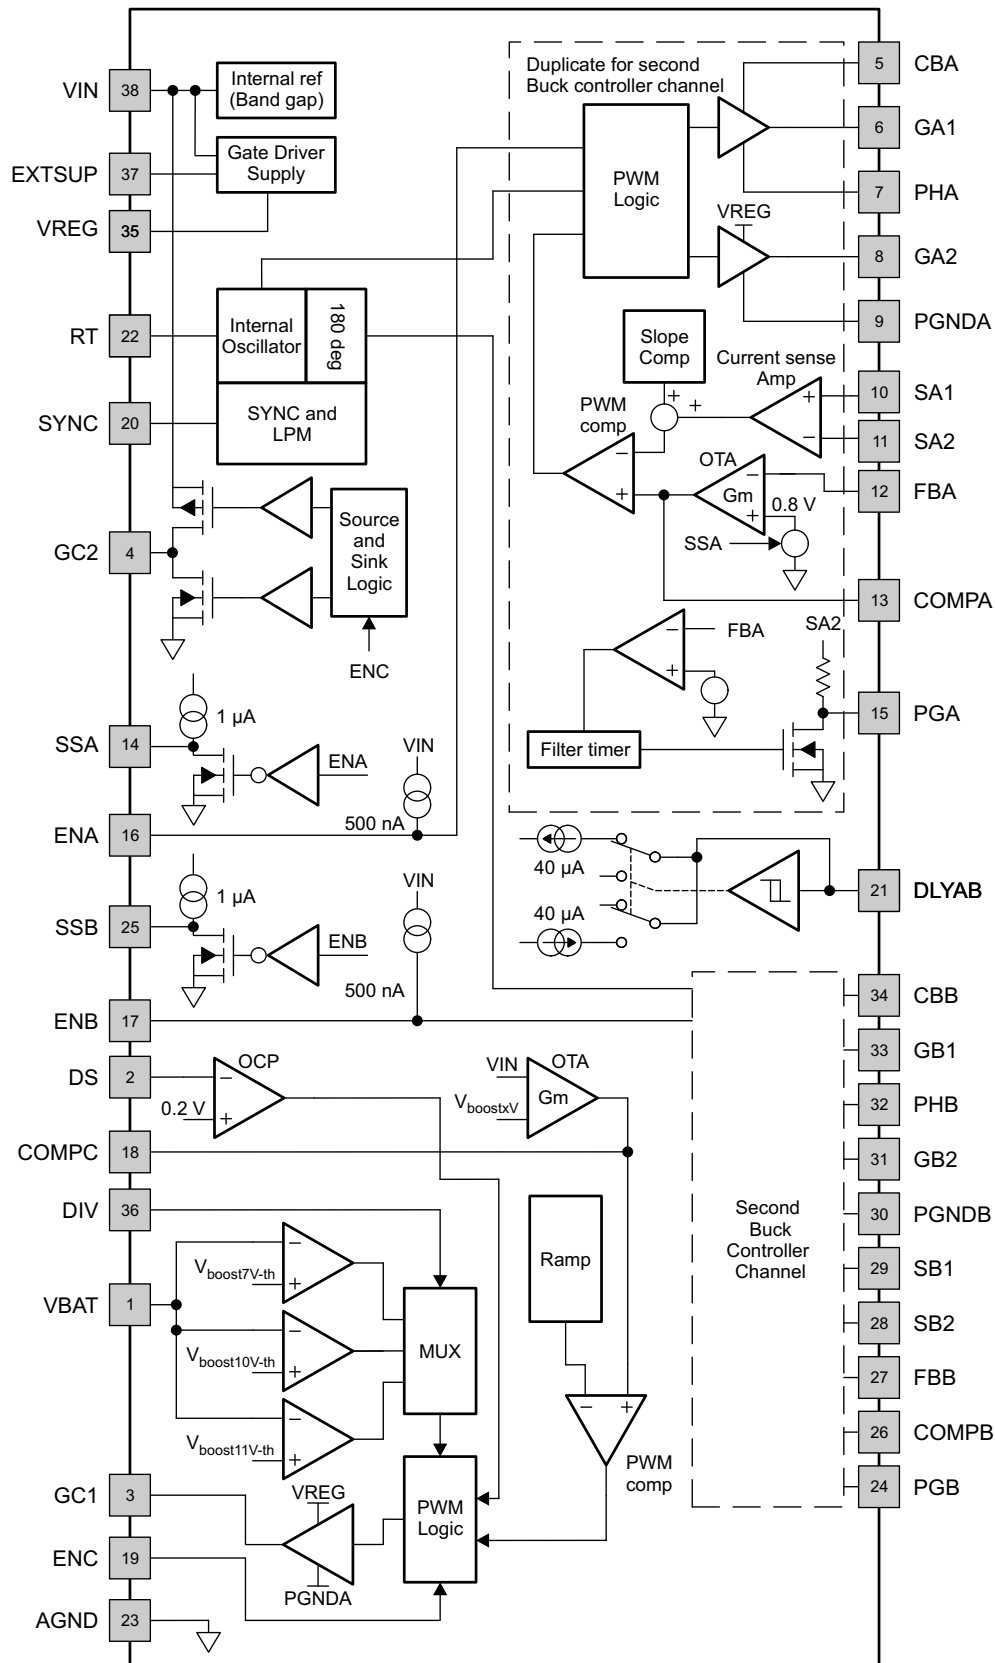 VIN
38
Internal ref
(Band gap)
EXTSUP
37
Gate Driver
Supply
VREG
35
RT
22
Internal
Oscillator
180 deg
SYNC
20
SYNC and
LPM
GC2
4
Source
and
Sink
Logic
ENC
SSA
14
1 µA
ENA
VIN
500 nA
ENA
16
SSB
25
1 µA
ENB
VIN
500 nA
ENB
17
DS
2
OCP
−
+
0.2 V
COMPC
18
VIN
VboostxV
OTA
Gm
DIV
36
VBAT
1
Vboost7V-th
−
+
Vboost10V-th
−
+
Vboost11V-th
−
+
MUX
Ramp
−
+
PWM
comp
GC1
3
VREG
PGNDA
PWM
Logic
ENC
19
AGND
23
Duplicate for second
Buck controller channel
PWM
Logic
VREG
Slope
Comp
Current sense
Amp
+
−
+
+
PWM
comp
−
+
OTA
Gm
−
+
0.8 V
SSA
FBA
−
+
SA2
Filter timer
40 µA
40 µA
Second
Buck
Controller
Channel
5
CBA
6
GA1
7
PHA
8
GA2
9
PGNDA
10
SA1
11
SA2
12
FBA
13
COMPA
15
PGA
21
DLYAB
34
CBB
33
GB1
32
PHB
31
GB2
30
PGNDB
29
SB1
28
SB2
27
FBB
26
COMPB
24
PGB